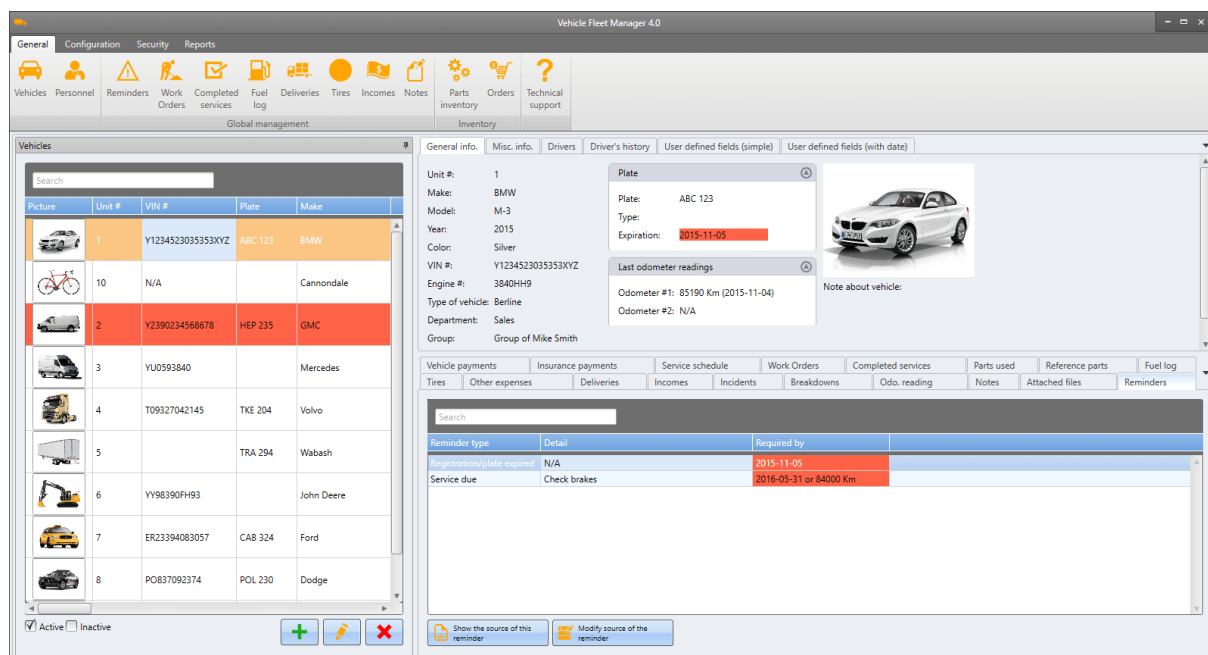 Vehicle Fleet Manager 4.0
General Configuration Security Reports
Vehicles Personnel Reminders Work Orders Completed services Fuel log Deliveries Tires Incomes Notes Parts inventory Orders Technical support
Global management Inventory
Vehicles
Search
Picture Unit # VIN # Plate Make
1 Y1234523035353XYZ ABC 123 BMW
10 N/A Cannondale
2 Y2390234568678 HEP 235 GMC
3 YU0593840 Mercedes
4 T09327042145 TKE 204 Volvo
5 TRA 294 Wabash
6 YY98390FH93 John Deere
7 ER23394083057 CAB 324 Ford
8 PO837092374 POL 230 Dodge
Active Inactive
General info. Misc. info. Drivers Driver's history User defined fields (simple) User defined fields (with date)
Unit #: 1
Make: BMW
Model: M-3
Year: 2015
Color: Silver
VIN #: Y1234523035353XYZ
Engine #: 3840HH9
Type of vehicle: Berline
Department: Sales
Group: Group of Mike Smith
Plate
Plate: ABC 123
Type:
Expiration: 2015-11-05
Last odometer readings
Odometer #1: 85190 Km (2015-11-04)
Odometer #2: N/A
Note about vehicle:
Vehicle payments Insurance payments Service schedule Work Orders Completed services Parts used Reference parts Fuel log
Tires Other expenses Deliveries Incomes Incidents Breakdowns Odo. reading Notes Attached files Reminders
Search
Reminder type Detail Required by
Registration/plate expired N/A 2015-11-05
Service due Check brakes 2016-05-31 or 84000 Km
Show the source of this reminder
Modify source of the reminder